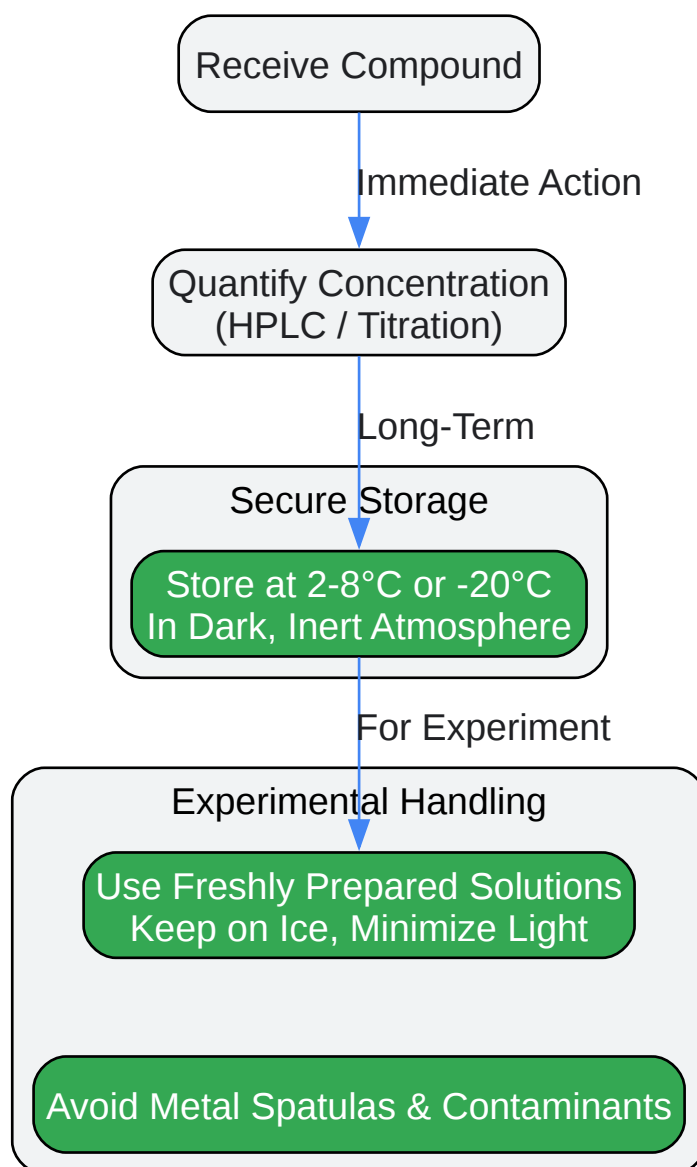 Receive Compound
Immediate Action
Quantify Concentration
(HPLC / Titration)
Long-Term
Secure Storage
Store at 2-8°C or -20°C
In Dark, Inert Atmosphere
For Experiment
Experimental Handling
Use Freshly Prepared Solutions
Keep on Ice, Minimize Light
Avoid Metal Spatulas & Contaminants